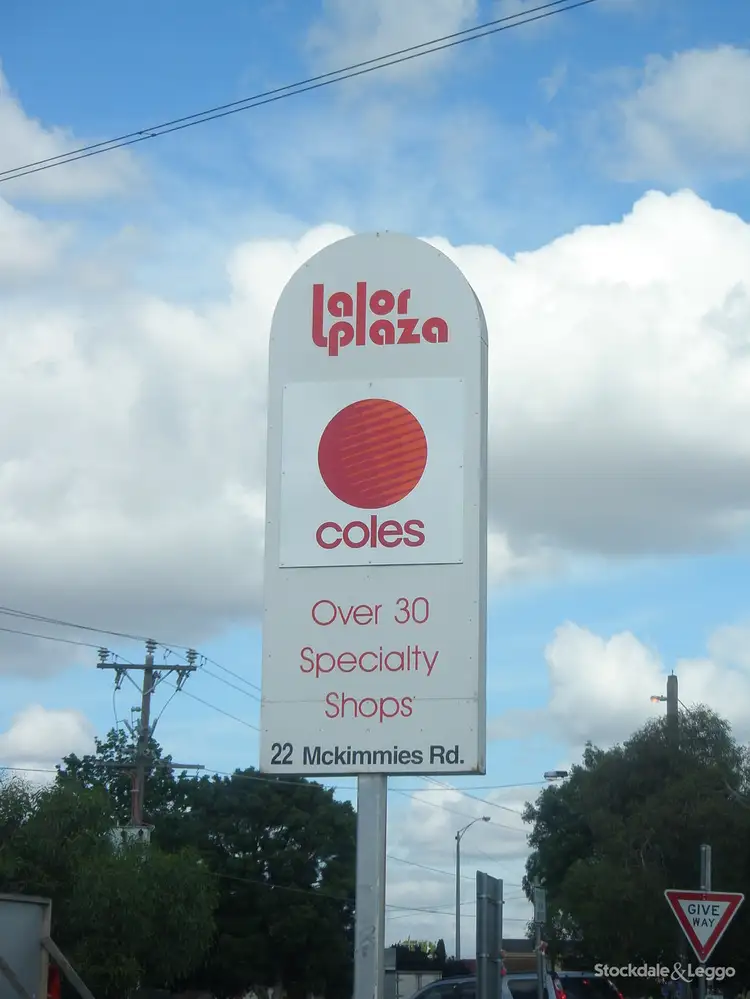 Lalor
plaza
coles
Over 30
Specialty
Shops
22 Mckimmies Rd.
GIVE
WAY
Stockdale & Leggo